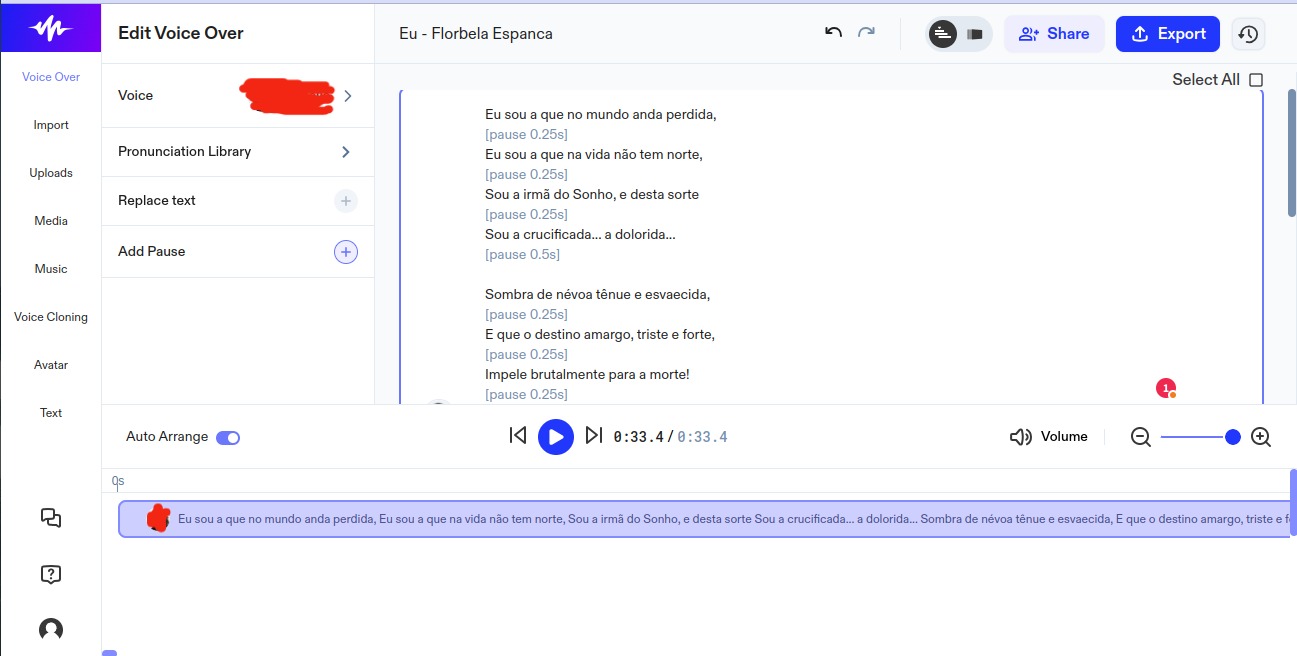 Edit Voice Over
Eu - Florbela Espanca
Share
Export
Voice Over
Import
Uploads
Media
Music
Voice Cloning
Avatar
Text
Voice
Pronunciation Library
Replace text
Add Pause
Select All
Eu sou a que no mundo anda perdida,
[pause 0.25s]
Eu sou a que na vida não tem norte,
[pause 0.25s]
Sou a irmã do Sonho, e desta sorte
[pause 0.25s]
Sou a crucificada... a dolorida...
[pause 0.5s]
Sombra de névoa tênue e esvaecida,
[pause 0.25s]
E que o destino amargo, triste e forte,
[pause 0.25s]
Impele brutalmente para a morte!
[pause 0.25s]
1
Auto Arrange
0:33.4 / 0:33.4
Volume
0s
Eu sou a que no mundo anda perdida, Eu sou a que na vida não tem norte, Sou a irmã do Sonho, e desta sorte Sou a crucificada... a dolorida... Sombra de névoa tênue e esvaecida, E que o destino amargo, triste e